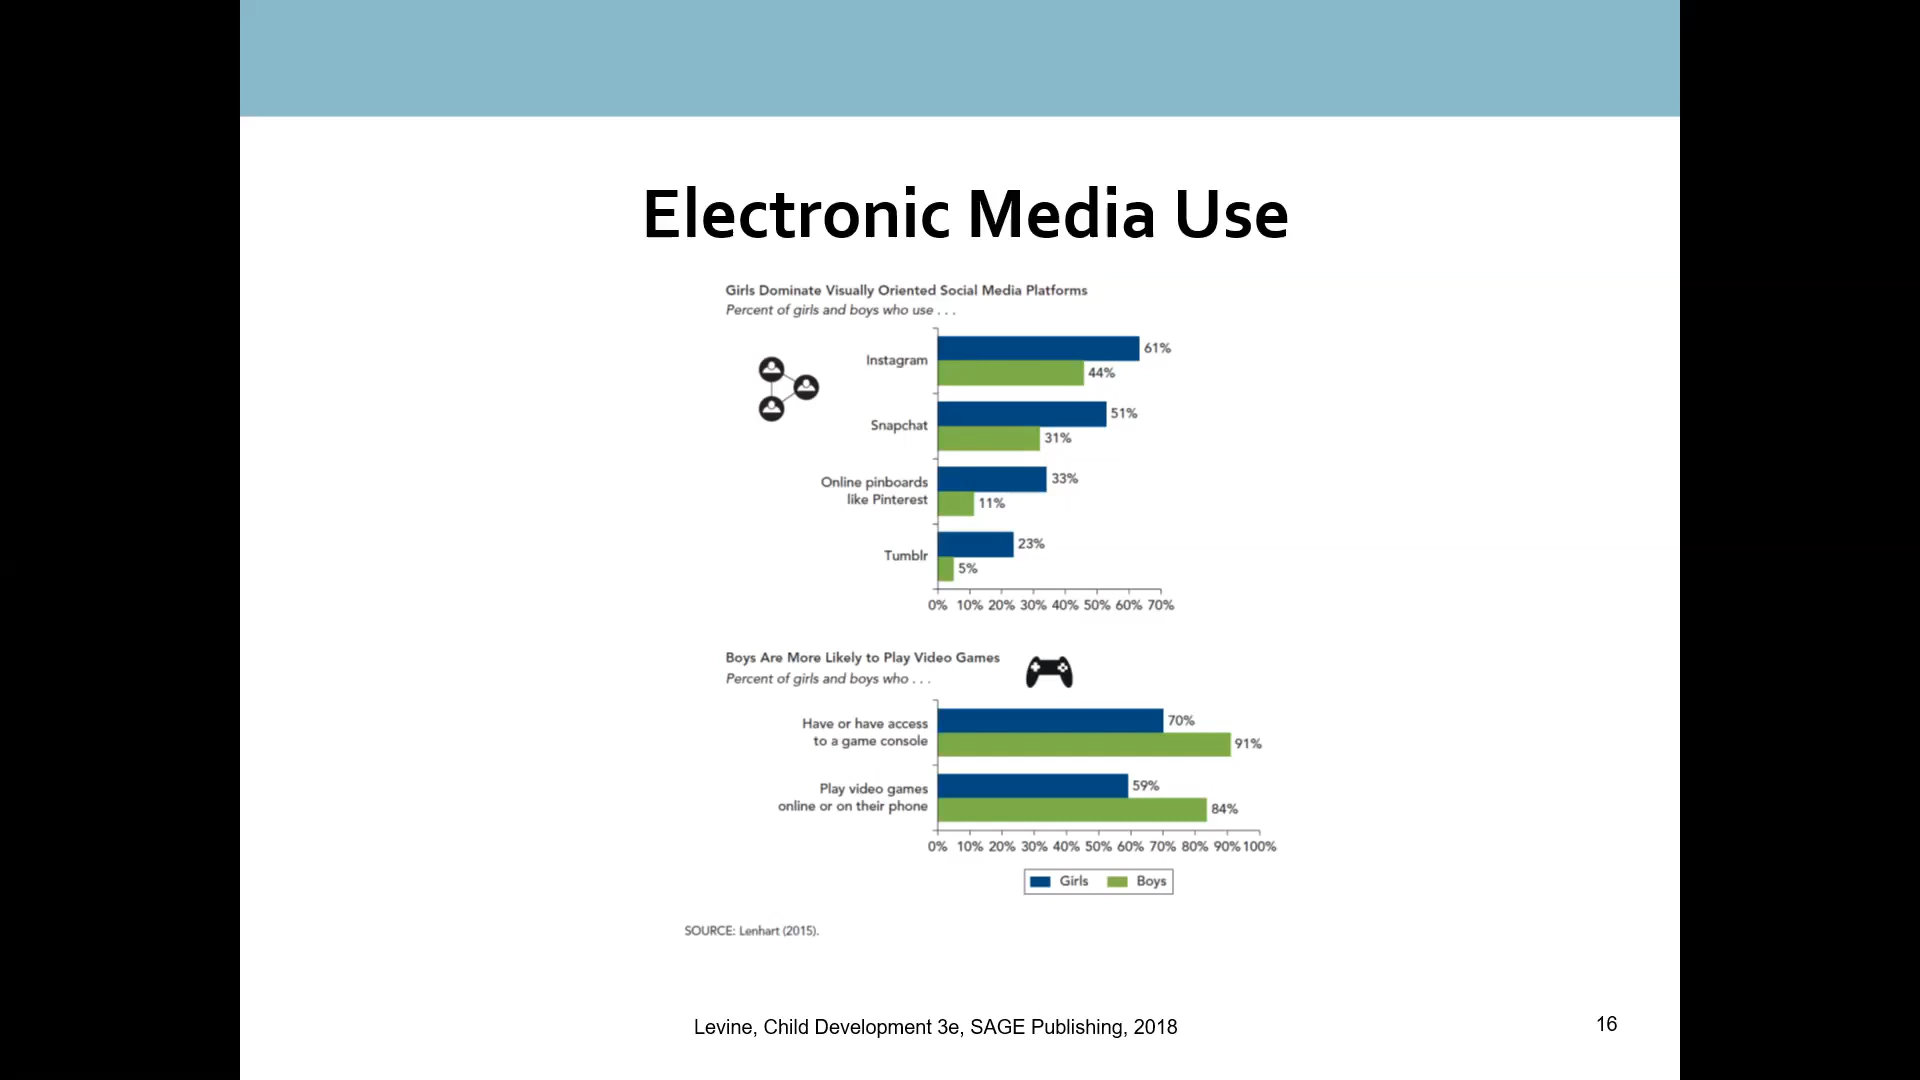 Electronic Media Use
Girls Dominate Visually Oriented Social Media Platforms
Percent of girls and boys who use . . .
Instagram
61%
44%
Snapchat
51%
31%
Online pinboards
like Pinterest
33%
11%
Tumblr
23%
5%
0% 10% 20% 30% 40% 50% 60% 70%
Boys Are More Likely to Play Video Games
Percent of girls and boys who . . .
Have or have access
to a game console
70%
91%
Play video games
online or on their phone
59%
84%
0% 10% 20% 30% 40% 50% 60% 70% 80% 90% 100%
Girls Boys
SOURCE: Lenhart (2015).
Levine, Child Development 3e, SAGE Publishing, 2018
16